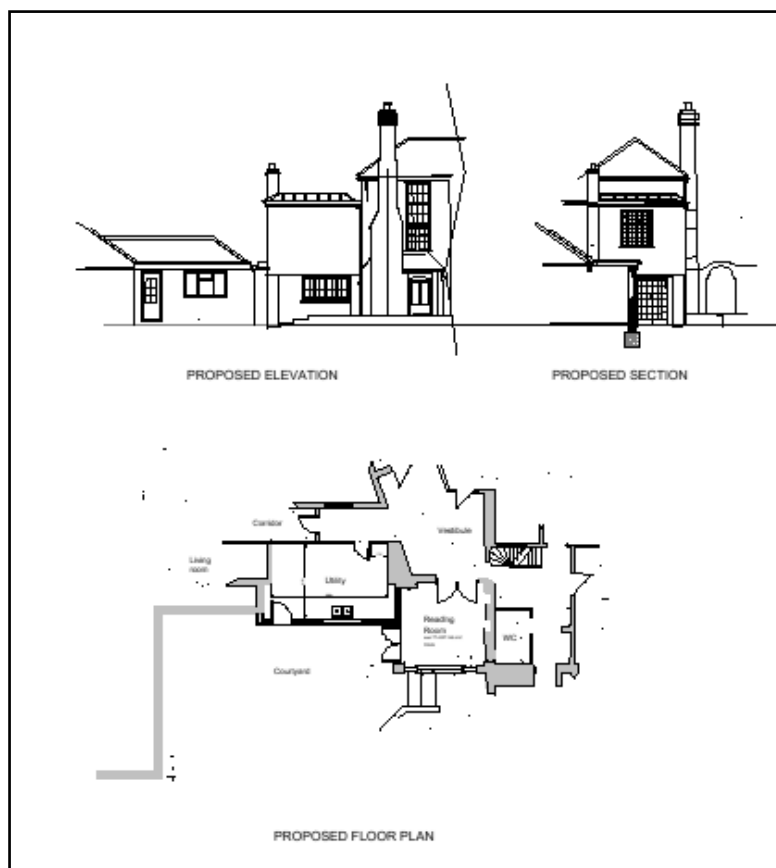 PROPOSED ELEVATION
PROPOSED SECTION
Corridor
Vestibule
Living
room
Utility
Reading
Room
WC
Courtyard
PROPOSED FLOOR PLAN